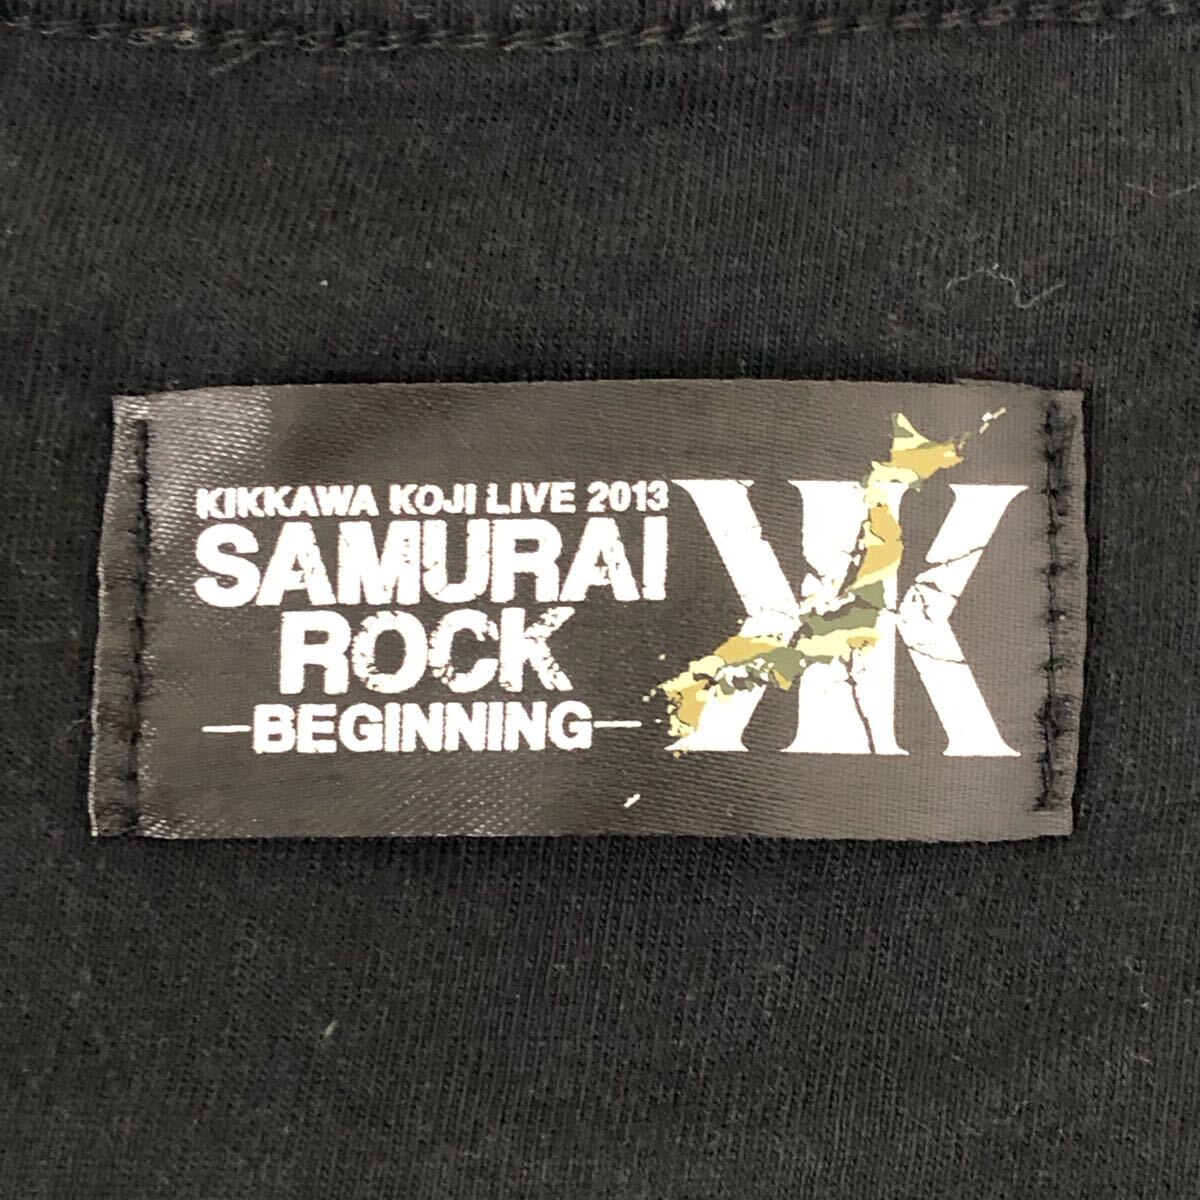 KIKKAWA KOJI LIVE 2013
SAMURAI
ROCK
—BEGINNING—
KK